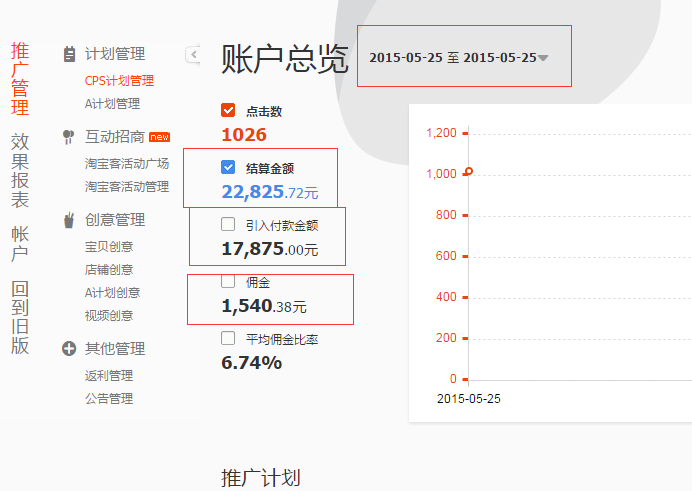 推广管理
效果报表
帐户
回到旧版
计划管理
CPS计划管理
A计划管理
互动招商 new
淘宝客活动广场
淘宝客活动管理
创意管理
宝贝创意
店铺创意
A计划创意
视频创意
其他管理
返利管理
公告管理
账户总览
2015-05-25 至 2015-05-25
点击数
1026
结算金额
22,825.72元
引入付款金额
17,875.00元
佣金
1,540.38元
平均佣金比率
6.74%
1,200
1,000
800
600
400
200
0
2015-05-25
推广计划